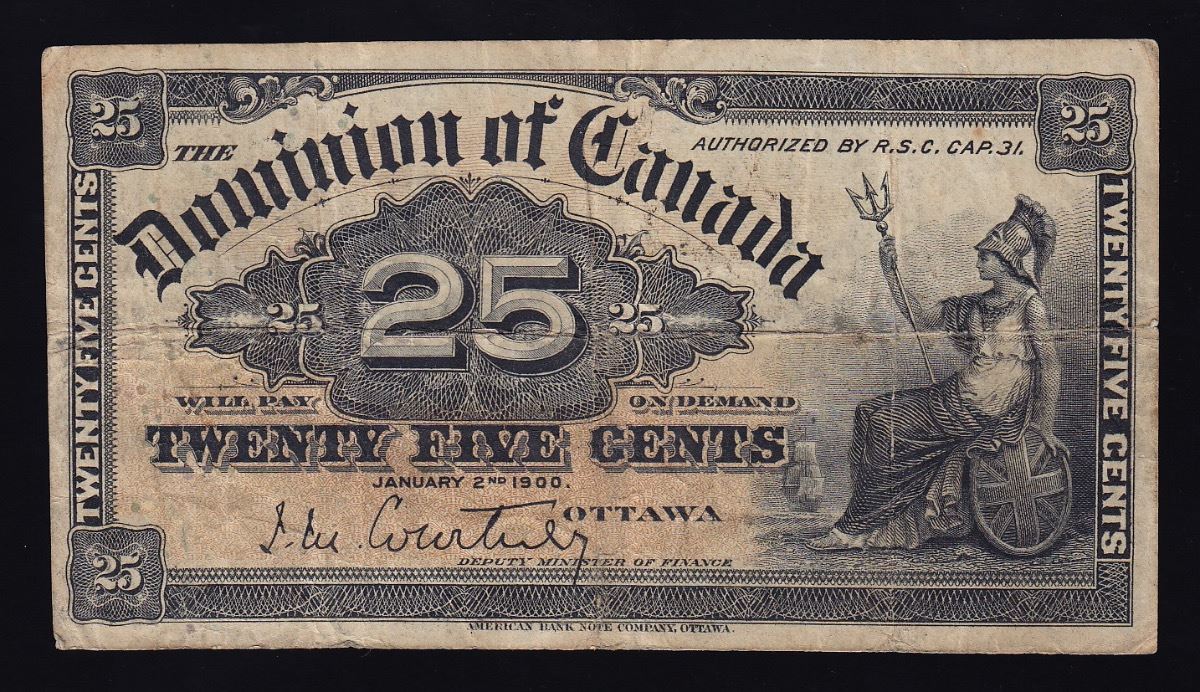 25
25
THE Dominion of Canada
AUTHORIZED BY R.S.C. CAP. 31.
TWENTY FIVE CENTS
TWENTY FIVE CENTS
25
25
25
WILL PAY ON DEMAND
TWENTY FIVE CENTS
JANUARY 2ND 1900.
J. M. Courtney
OTTAWA
DEPUTY MINISTER OF FINANCE
25
AMERICAN BANK NOTE COMPANY, OTTAWA.